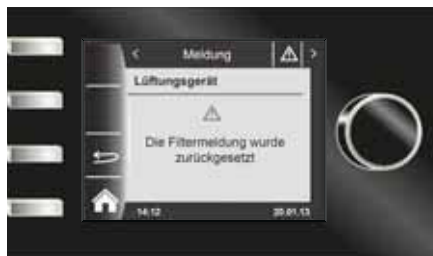 Meldung
Lüftungsgerät
Die Filtermeldung wurde
zurückgesetzt
14:12
20.01.13